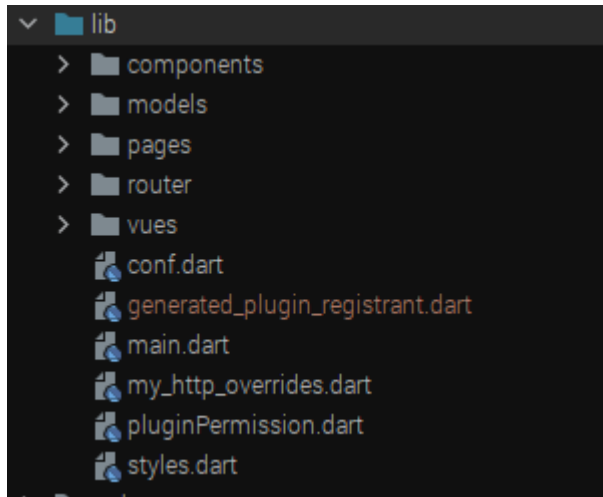 lib
components
models
pages
router
vues
conf.dart
generated_plugin_registrant.dart
main.dart
my_http_overrides.dart
pluginPermission.dart
styles.dart